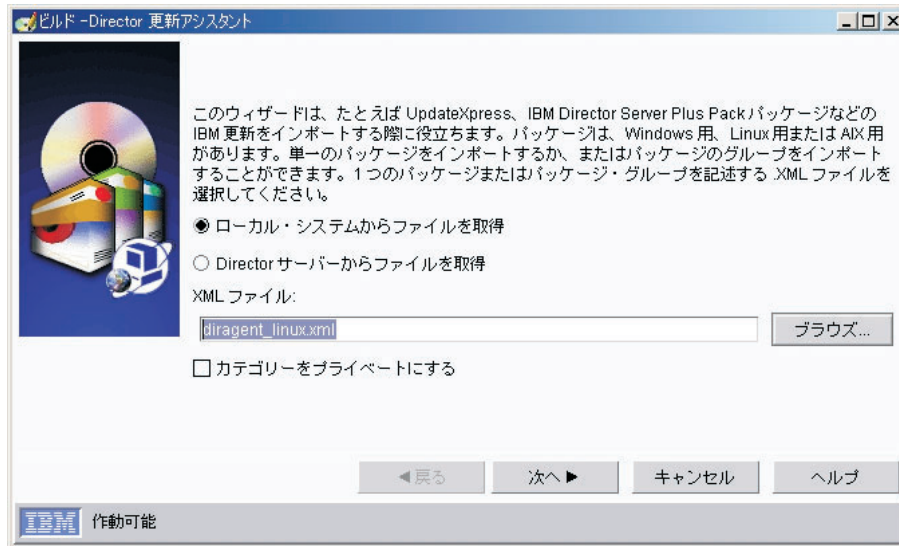 ビルド -Director 更新アシスタント
このウィザードは、たとえば UpdateXpress、IBM Director Server Plus Pack パッケージなどの
IBM 更新をインポートする際に役立ちます。パッケージは、Windows 用、Linux 用または AIX 用
があります。単一のパッケージをインポートするか、またはパッケージのグループをインポート
することができます。1 つのパッケージまたはパッケージ・グループを記述する .XML ファイルを
選択してください。
ローカル・システムからファイルを取得
Director サーバーからファイルを取得
XML ファイル:
diragent_linux.xml
ブラウズ...
カテゴリーをプライベートにする
◀戻る
次へ▶
キャンセル
ヘルプ
IBM
作動可能